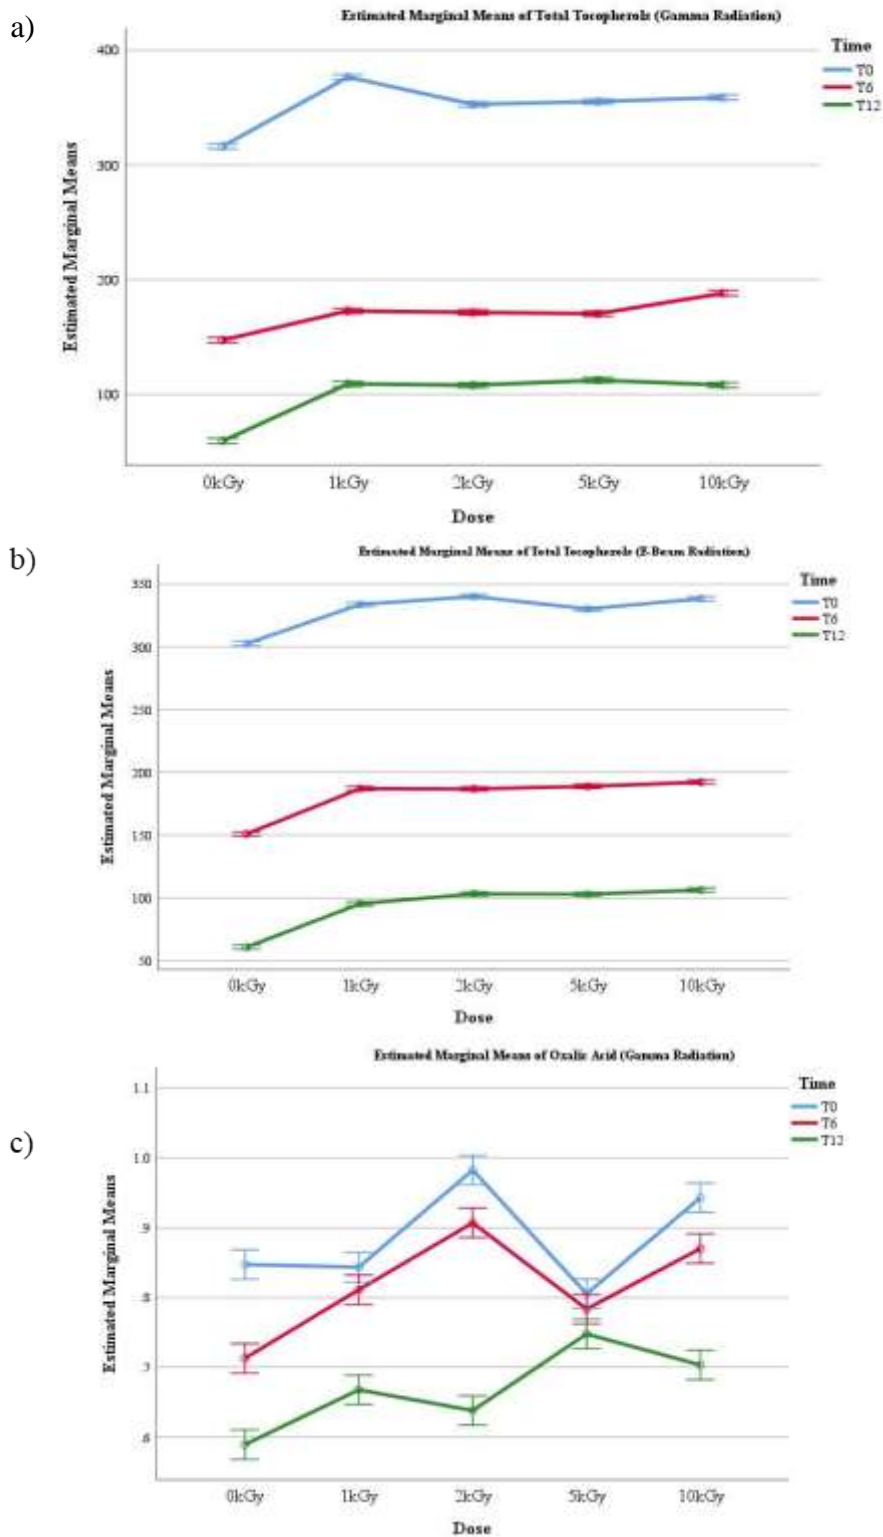 a)
Estimated Marginal Means of Total Tocopherols (Gamma Radiation)
Time
T0
T6
T12
Estimated Marginal Means
400
300
200
100
0kGy 1kGy 2kGy 5kGy 10kGy
Dose
b)
Estimated Marginal Means of Total Tocopherols (E-Beam Radiation)
Time
T0
T6
T12
Estimated Marginal Means
350
300
250
200
150
100
50
0kGy 1kGy 2kGy 5kGy 10kGy
Dose
c)
Estimated Marginal Means of Oxalic Acid (Gamma Radiation)
Time
T0
T6
T12
Estimated Marginal Means
1.1
1.0
.9
.8
.7
.6
0kGy 1kGy 2kGy 5kGy 10kGy
Dose